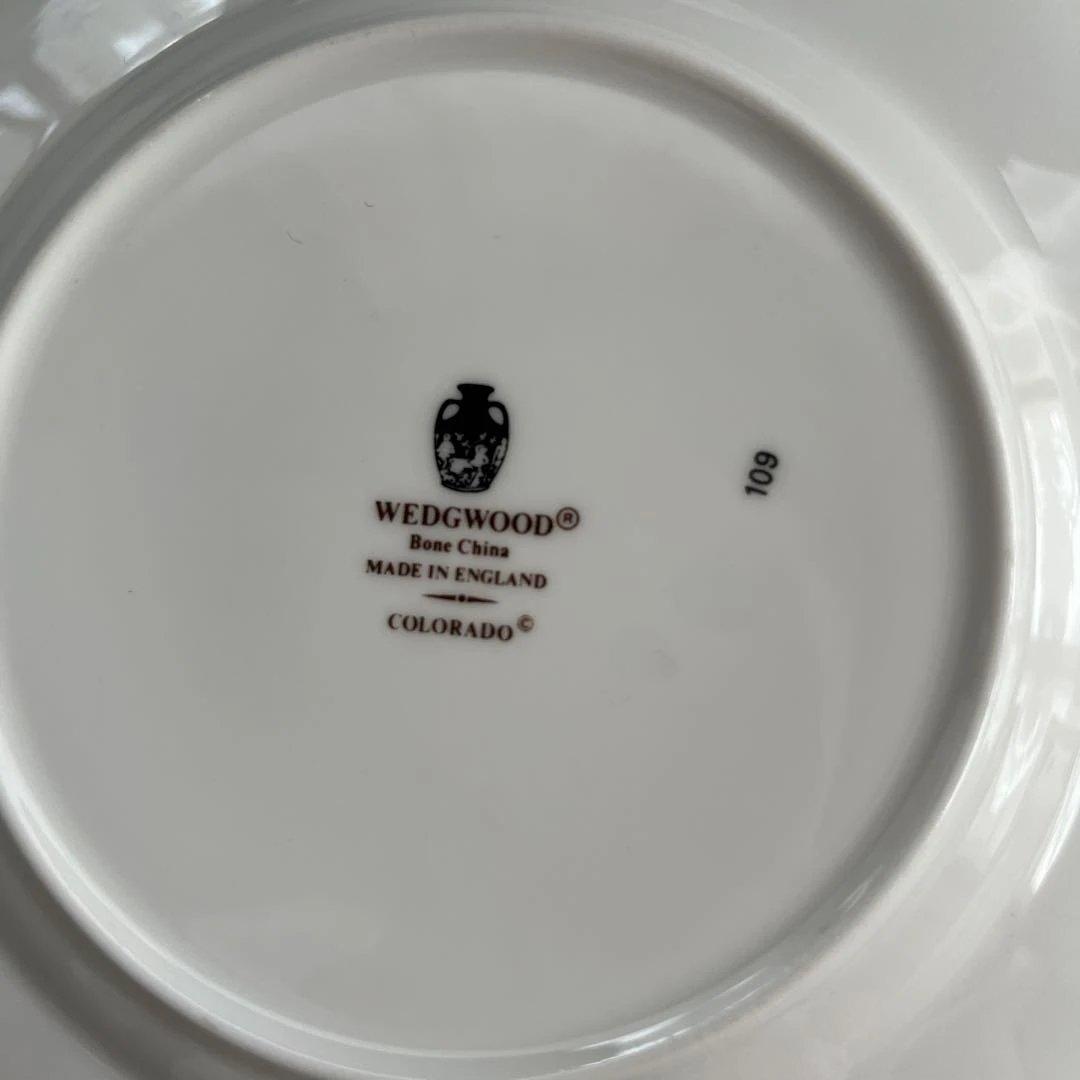 WEDGWOOD®
Bone China
MADE IN ENGLAND
COLORADO©
109